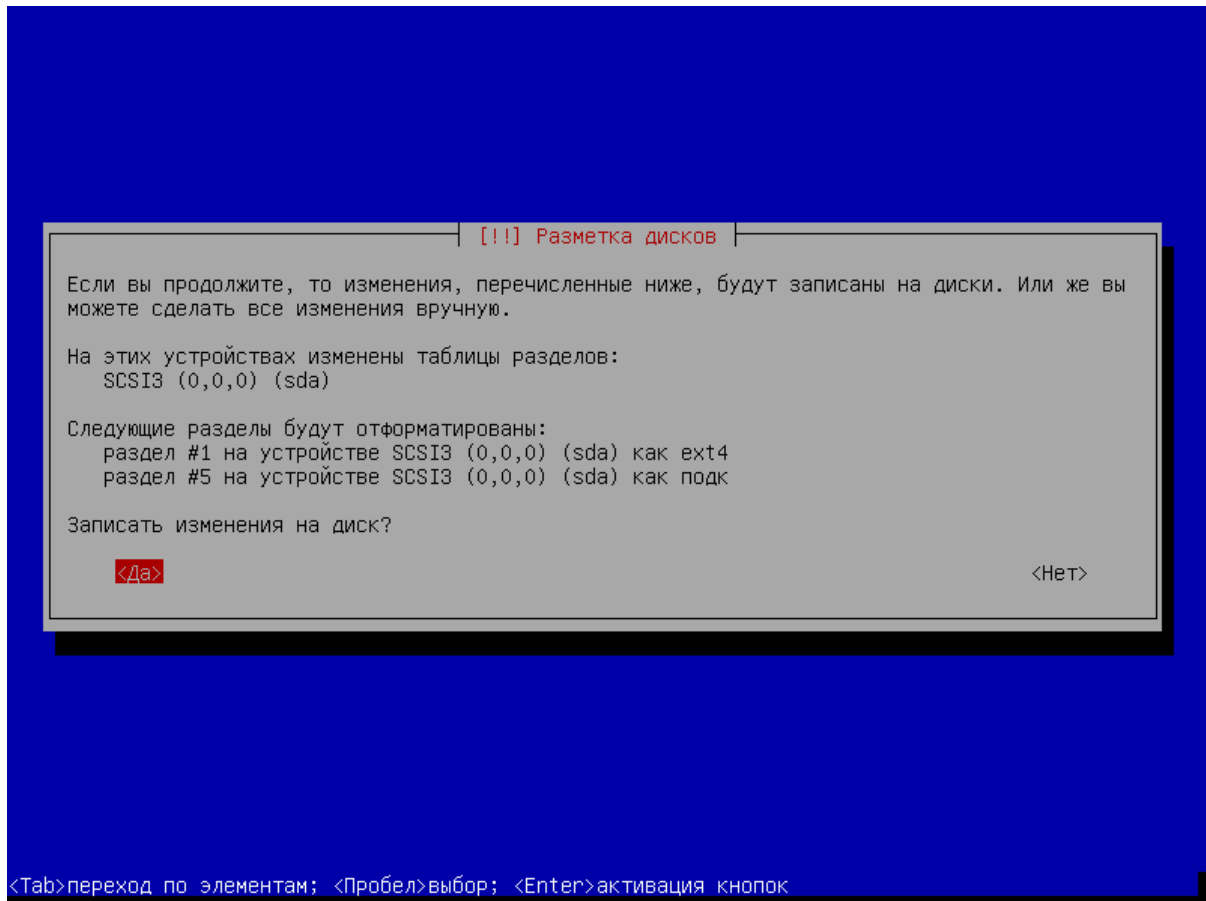 [!!] Разметка дисков
Если вы продолжите, то изменения, перечисленные ниже, будут записаны на диски. Или же вы
можете сделать все изменения вручную.
На этих устройствах изменены таблицы разделов:
SCSI3 (0,0,0) (sda)
Следующие разделы будут отформатированы:
раздел #1 на устройстве SCSI3 (0,0,0) (sda) как ext4
раздел #5 на устройстве SCSI3 (0,0,0) (sda) как подк
Записать изменения на диск?
<Да> <Нет>
<Tab>переход по элементам; <Пробел>выбор; <Enter>активация кнопок